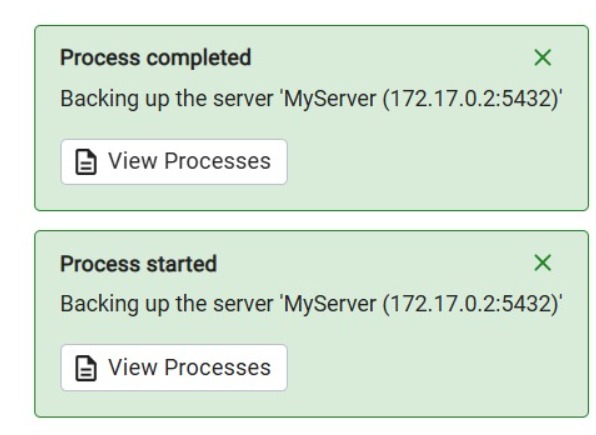 Process completed
Backing up the server 'MyServer (172.17.0.2:5432)'
View Processes
Process started
Backing up the server 'MyServer (172.17.0.2:5432)'
View Processes